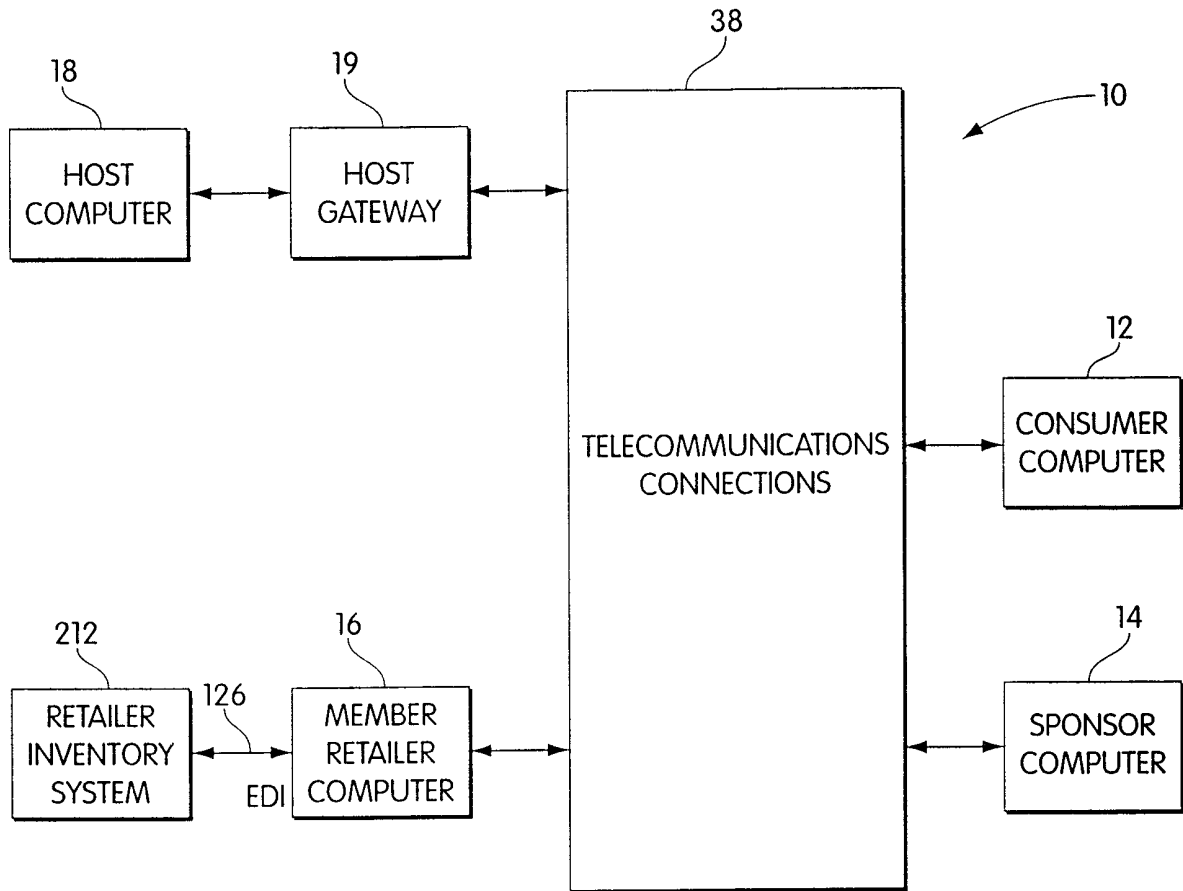 38
18
19
10
HOST
COMPUTER
HOST
GATEWAY
12
CONSUMER
COMPUTER
TELECOMMUNICATIONS
CONNECTIONS
212
126
16
14
RETAILER
INVENTORY
SYSTEM
EDI
MEMBER
RETAILER
COMPUTER
SPONSOR
COMPUTER